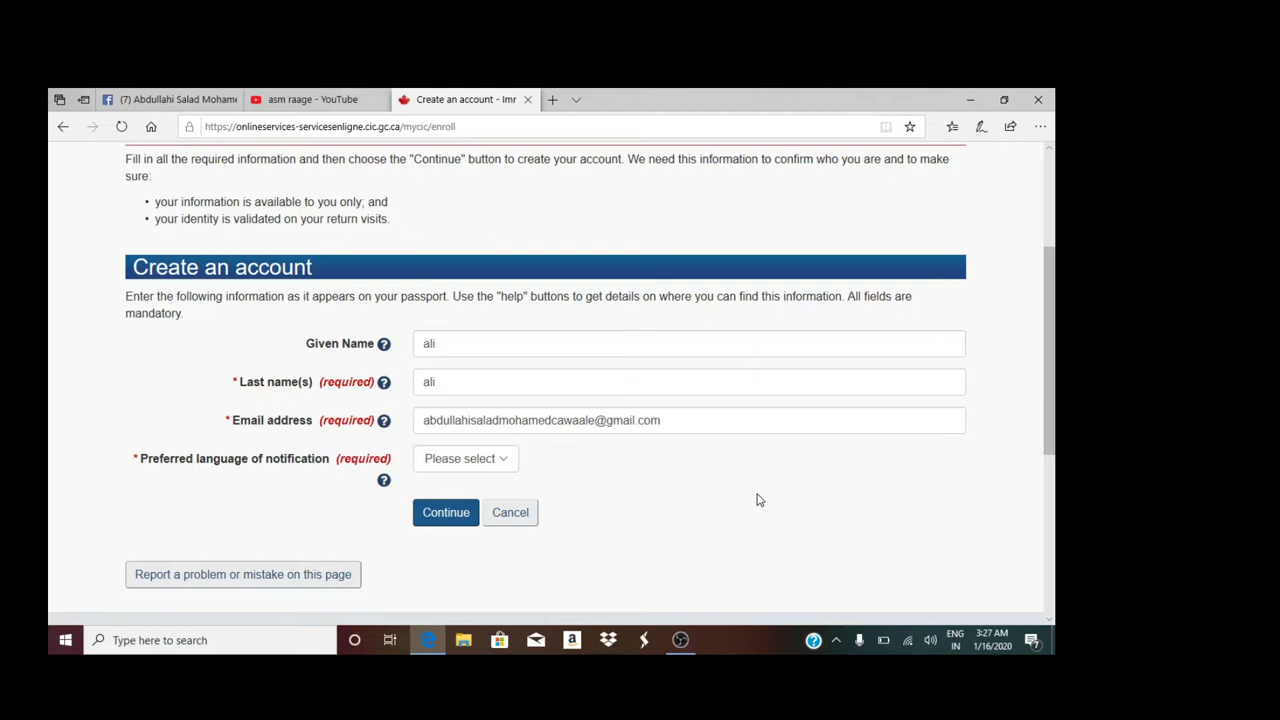 (7) Abdullahi Salad Mohame
asm raage - YouTube
Create an account - Imr
https://onlineservices-servicesenligne.cic.gc.ca/mycic/enroll
Fill in all the required information and then choose the "Continue" button to create your account. We need this information to confirm who you are and to make
sure:
• your information is available to you only; and
• your identity is validated on your return visits.
Create an account
Enter the following information as it appears on your passport. Use the "help" buttons to get details on where you can find this information. All fields are
mandatory.
Given Name ? ali
* Last name(s) (required) ? ali
* Email address (required) ? abdullahisaladmohamedcawaale@gmail.com
* Preferred language of notification (required) Please select
?
Continue Cancel
Report a problem or mistake on this page
Type here to search
ENG 3:27 AM
IN 1/16/2020
7